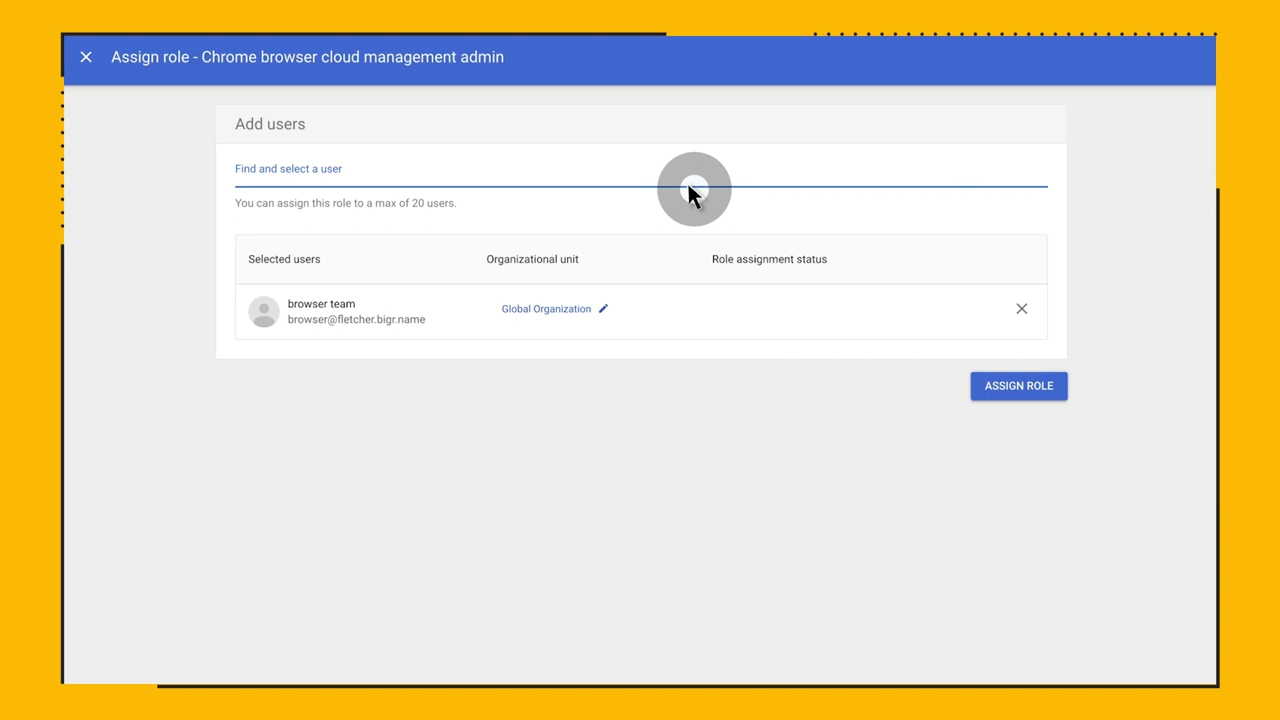 Assign role - Chrome browser cloud management admin
Add users
Find and select a user
You can assign this role to a max of 20 users.
Selected users Organizational unit Role assignment status
browser team
browser@fletcher.bigr.name
Global Organization
ASSIGN ROLE